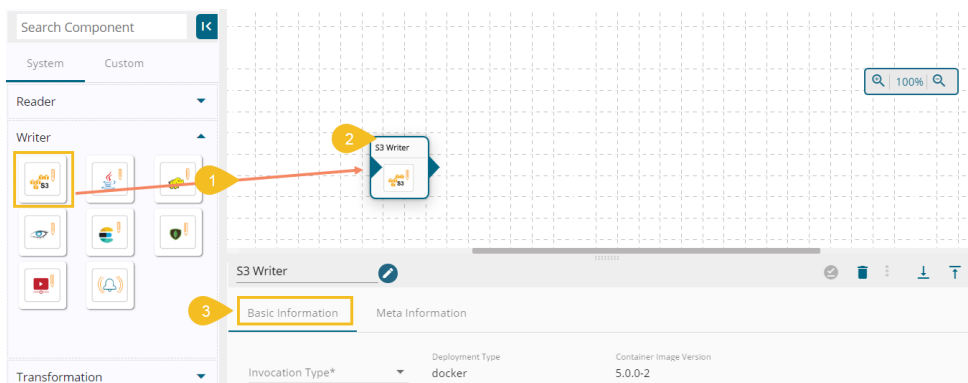 Search Component
System Custom
Reader
Writer
S3
1
2
S3 Writer
S3
100%
S3 Writer
3
Basic Information Meta Information
Invocation Type*
Deployment Type
docker
Container Image Version
5.0.0-2
Transformation